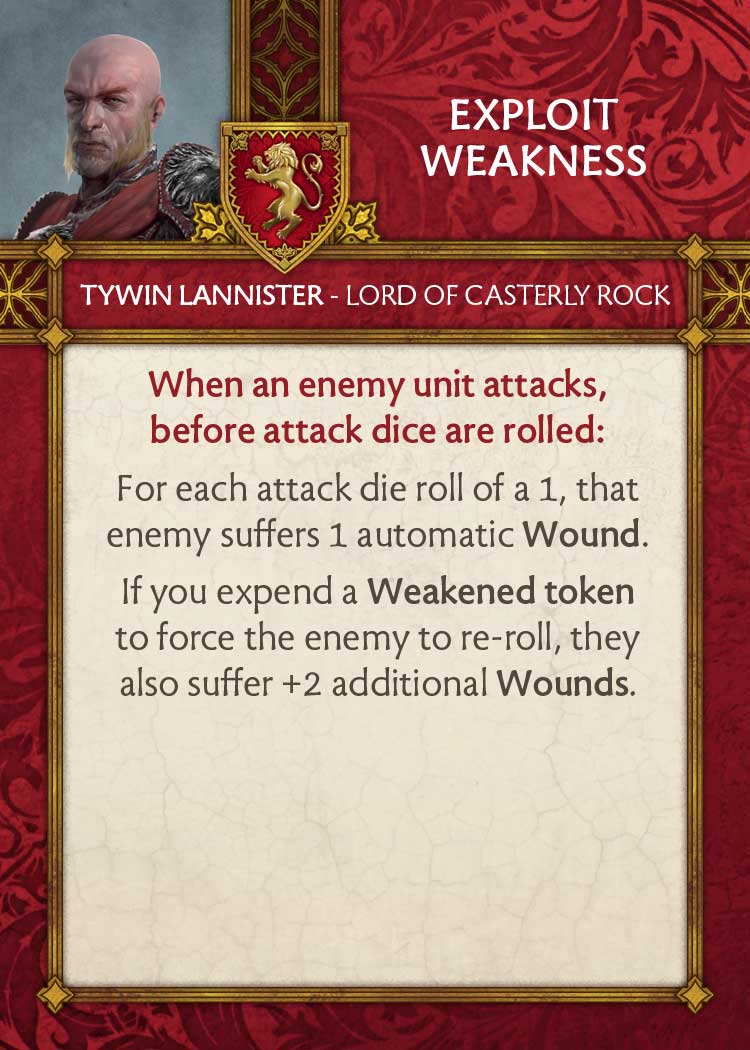 EXPLOIT
WEAKNESS
TYWIN LANNISTER - LORD OF CASTERLY ROCK
When an enemy unit attacks,
before attack dice are rolled:
For each attack die roll of a 1, that
enemy suffers 1 automatic Wound.
If you expend a Weakened token
to force the enemy to re-roll, they
also suffer +2 additional Wounds.